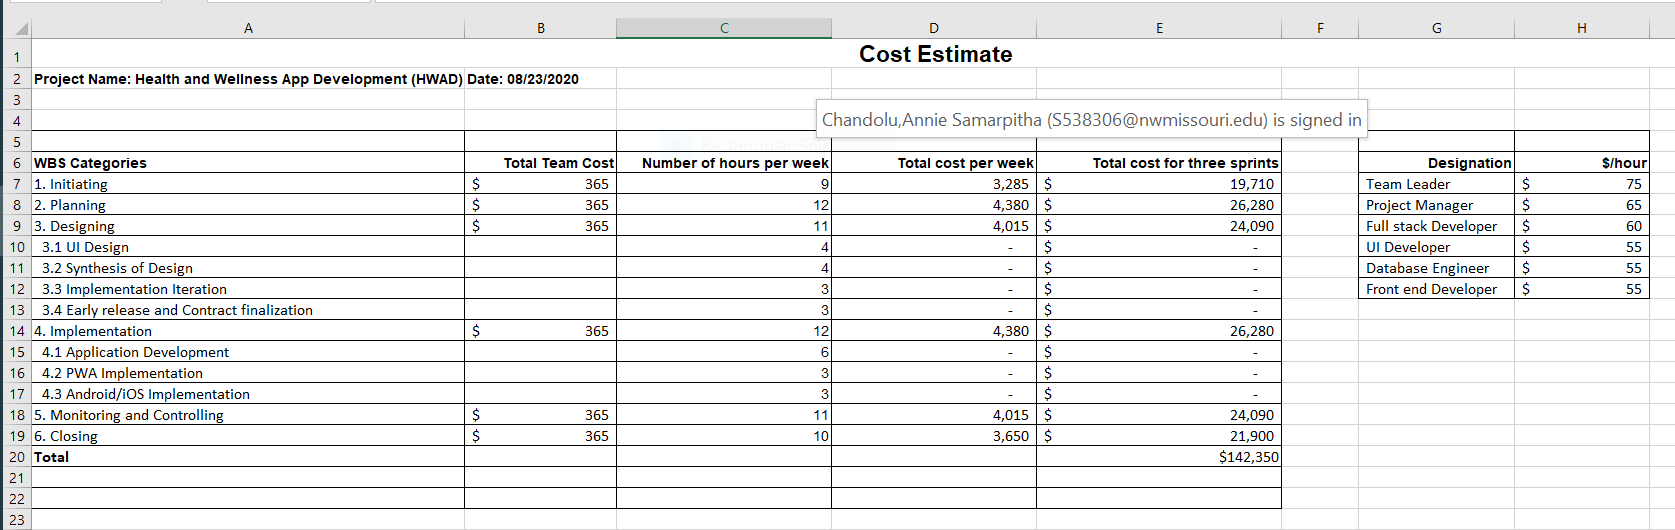 A B C D E F G H
1 Cost Estimate
2 Project Name: Health and Wellness App Development (HWAD) Date: 08/23/2020
3
4 Chandolu,Annie Samarpitha (S538306@nwmissouri.edu) is signed in
5
6 WBS Categories Total Team Cost Number of hours per week Total cost per week Total cost for three sprints Designation $/hour
7 1. Initiating $ 365 9 3,285 $ 19,710 Team Leader $ 75
8 2. Planning $ 365 12 4,380 $ 26,280 Project Manager $ 65
9 3. Designing $ 365 11 4,015 $ 24,090 Full stack Developer $ 60
10 3.1 UI Design 4 - $ - UI Developer $ 55
11 3.2 Synthesis of Design 4 - $ - Database Engineer $ 55
12 3.3 Implementation Iteration 3 - $ - Front end Developer $ 55
13 3.4 Early release and Contract finalization 3 - $ -
14 4. Implementation $ 365 12 4,380 $ 26,280
15 4.1 Application Development 6 - $ -
16 4.2 PWA Implementation 3 - $ -
17 4.3 Android/iOS Implementation 3 - $ -
18 5. Monitoring and Controlling $ 365 11 4,015 $ 24,090
19 6. Closing $ 365 10 3,650 $ 21,900
20 Total $142,350
21
22
23